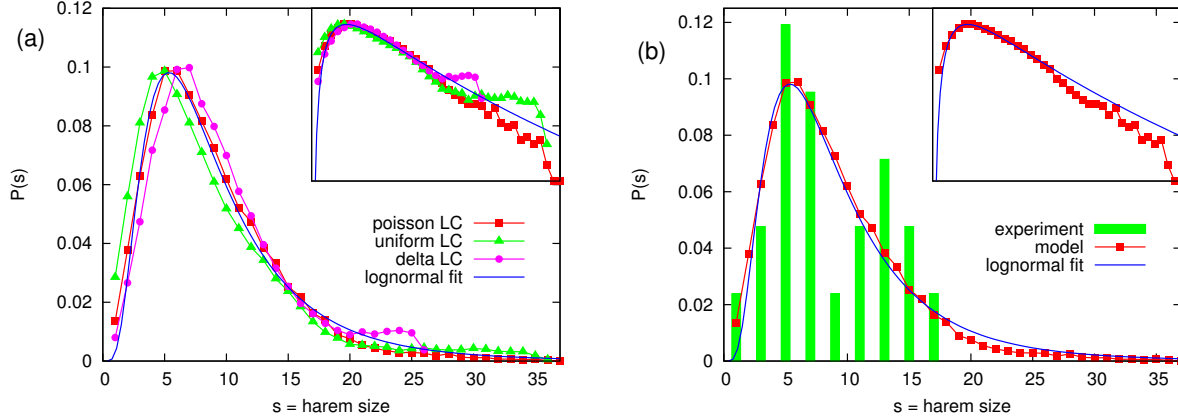 (a)
P(s)
0.12
0.1
0.08
0.06
0.04
0.02
0
poisson LC
uniform LC
delta LC
lognormal fit
0 5 10 15 20 25 30 35
s = harem size
(b)
P(s)
0.12
0.1
0.08
0.06
0.04
0.02
0
experiment
model
lognormal fit
0 5 10 15 20 25 30 35
s = harem size